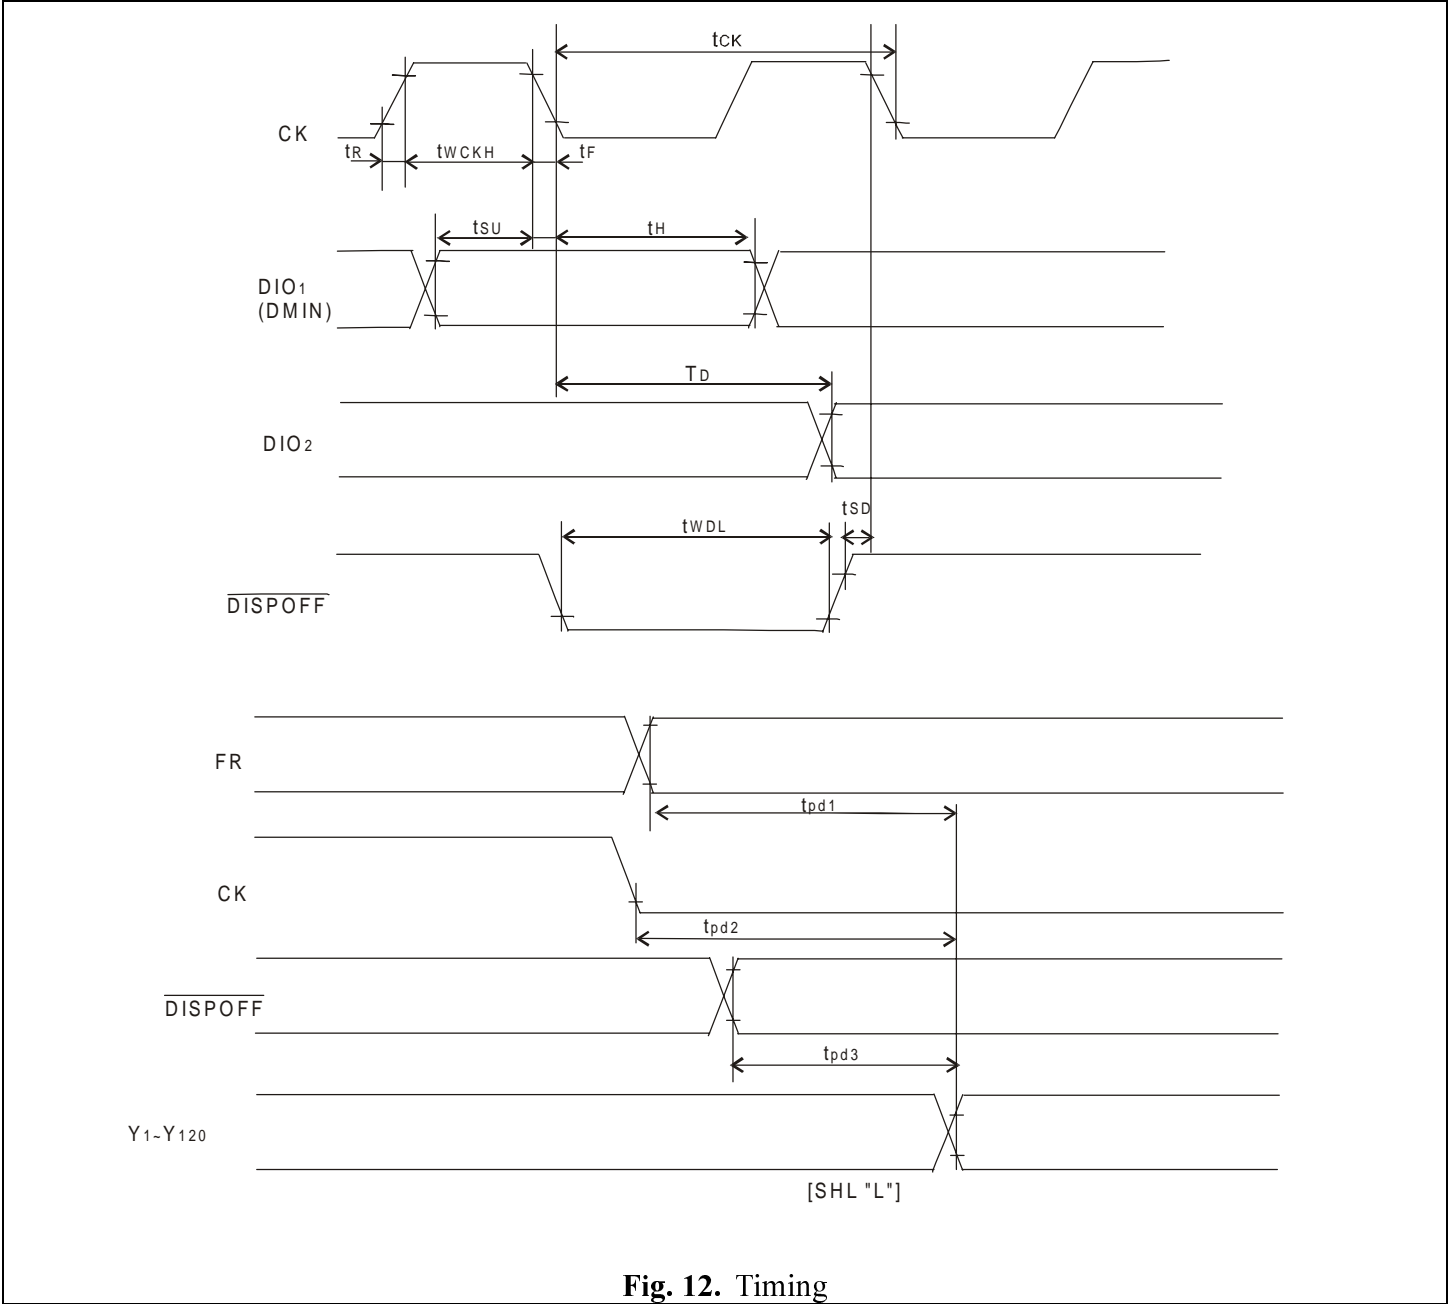 tCK
CK
tR
tWCKH
tF
tSU
tH
DIO1
(DMIN)
TD
DIO2
tSD
tWDL
DISPOFF
FR
tpd1
CK
tpd2
DISPOFF
tpd3
Y1~Y120
[SHL "L"]
Fig. 12. Timing